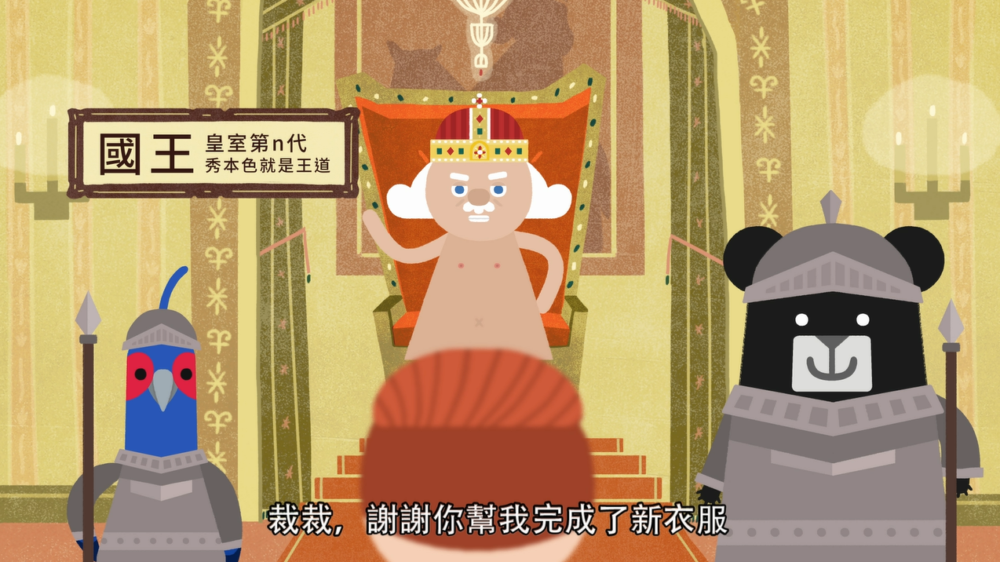 國王
皇室第n代
秀本色就是王道
裁裁，謝謝你幫我完成了新衣服